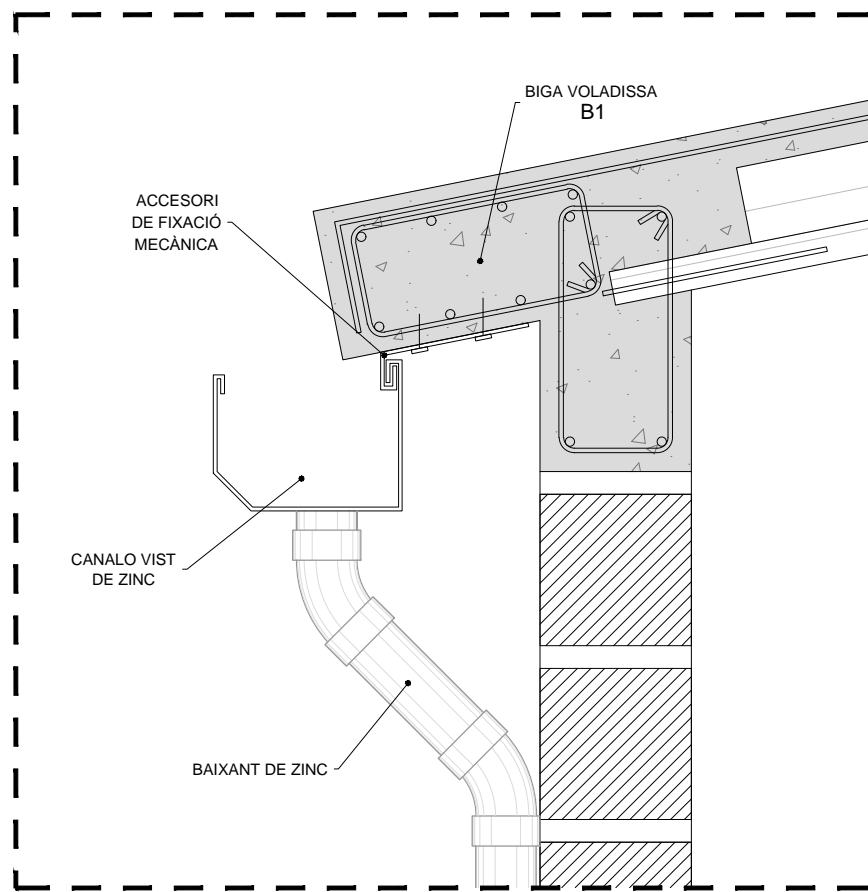 BIGA VOLADISSA
B1
ACCESORI
DE FIXACIÓ
MECÀNICA
CANALO VIST
DE ZINC
BAIXANT DE ZINC